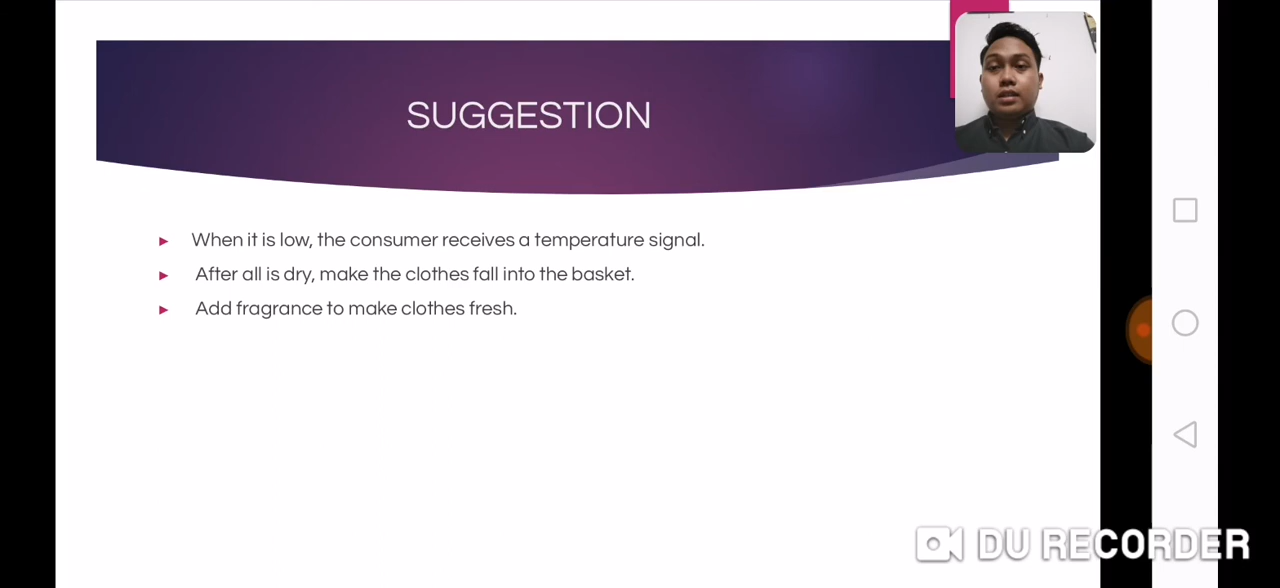 SUGGESTION
When it is low, the consumer receives a temperature signal.
After all is dry, make the clothes fall into the basket.
Add fragrance to make clothes fresh.
DU RECORDER